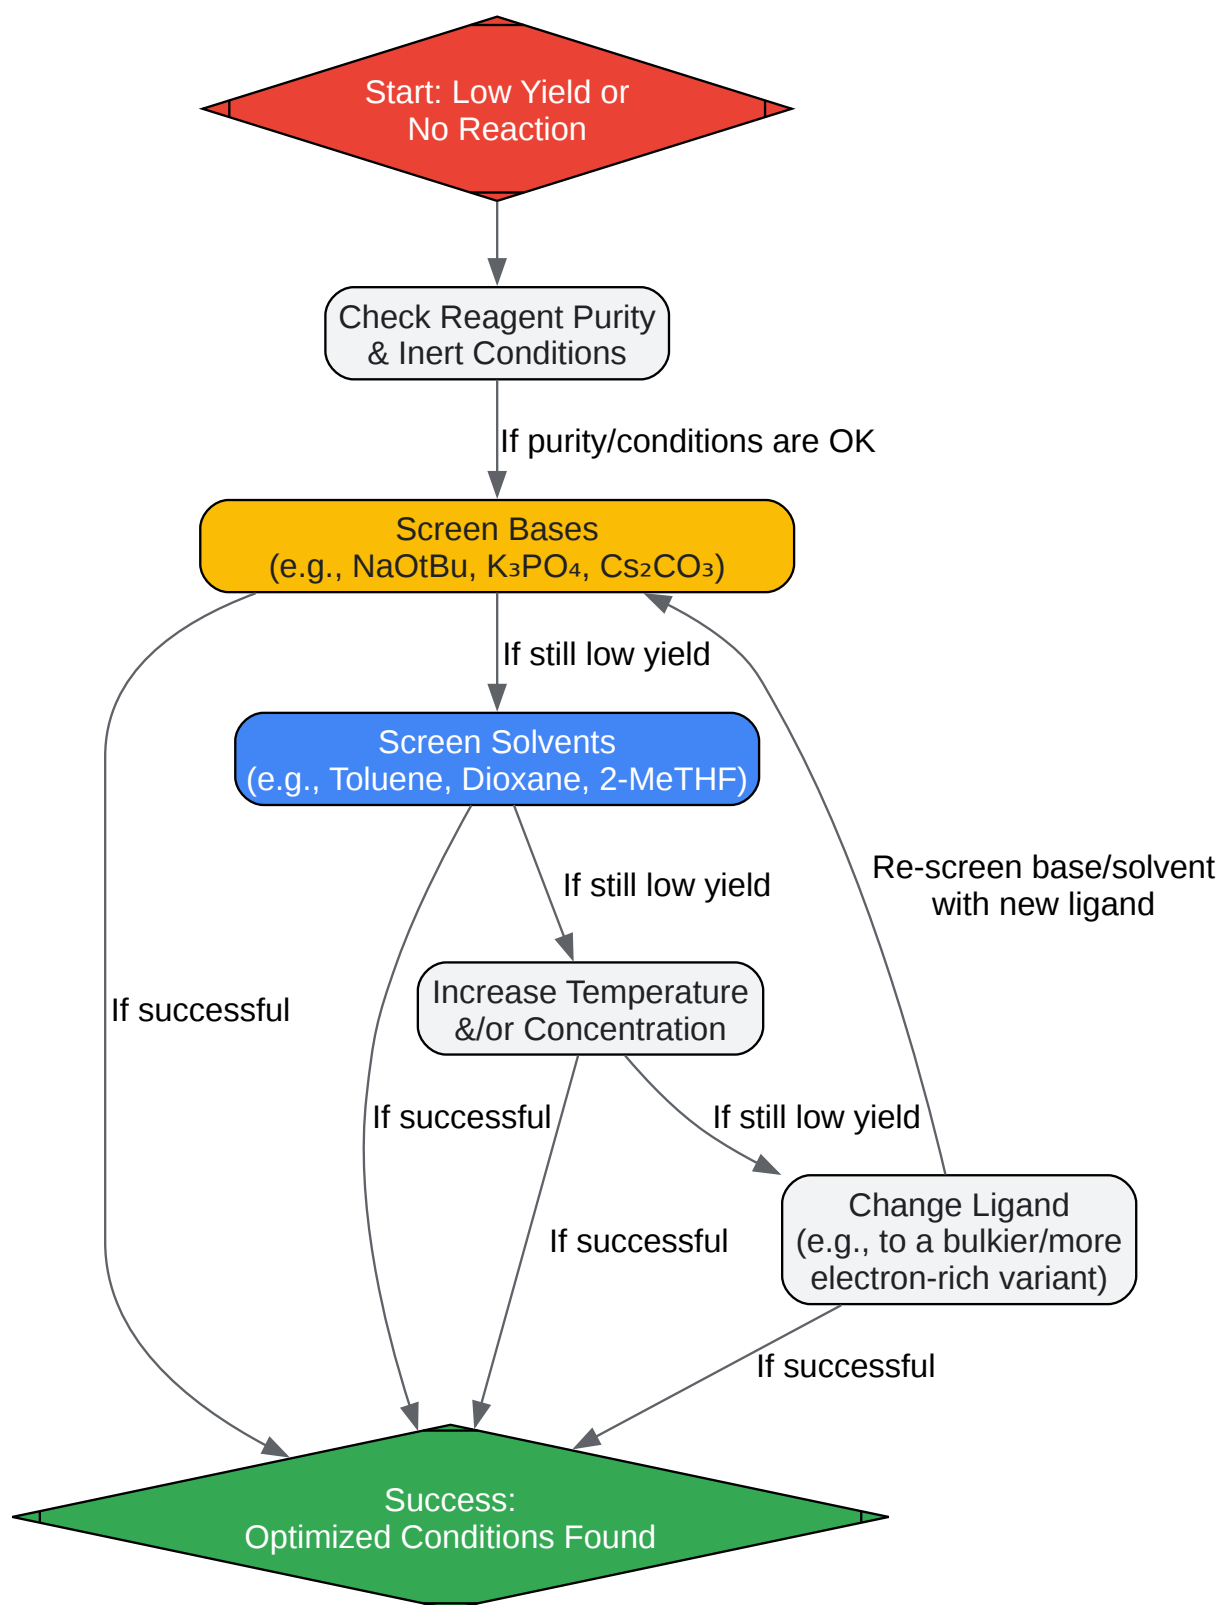 Start: Low Yield or
No Reaction
Check Reagent Purity
& Inert Conditions
If purity/conditions are OK
Screen Bases
(e.g., NaOtBu, K₃PO₄, Cs₂CO₃)
If still low yield
Screen Solvents
(e.g., Toluene, Dioxane, 2-MeTHF)
If still low yield
Re-screen base/solvent
with new ligand
Increase Temperature
&/or Concentration
If successful
If successful
If still low yield
Change Ligand
(e.g., to a bulkier/more
electron-rich variant)
If successful
If successful
Success:
Optimized Conditions Found